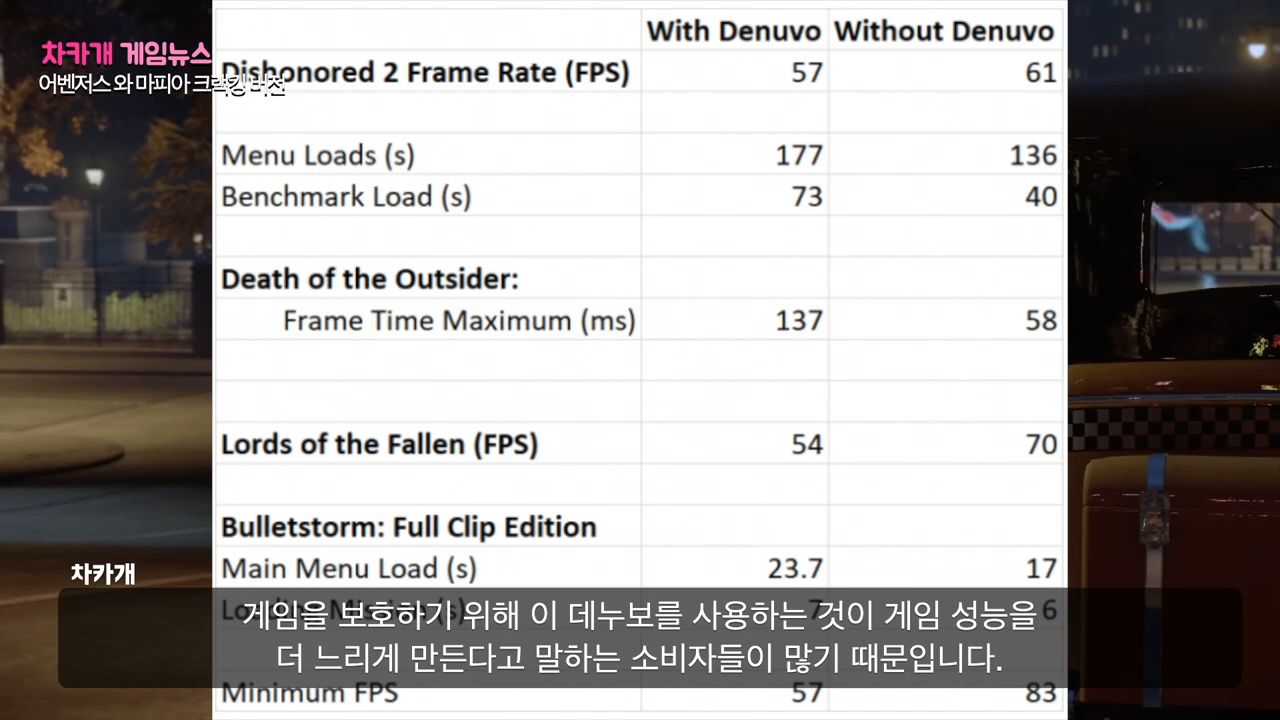 차카개 게임뉴스
어벤저스 와 마피아 크랙킹 버전
With Denuvo Without Denuvo
Dishonored 2 Frame Rate (FPS) 57 61
Menu Loads (s) 177 136
Benchmark Load (s) 73 40
Death of the Outsider:
Frame Time Maximum (ms) 137 58
Lords of the Fallen (FPS) 54 70
Bulletstorm: Full Clip Edition
Main Menu Load (s) 23.7 17
차카개
Loading Mission (s) 7 6
게임을 보호하기 위해 이 데누보를 사용하는 것이 게임 성능을
더 느리게 만든다고 말하는 소비자들이 많기 때문입니다.
Minimum FPS 57 83